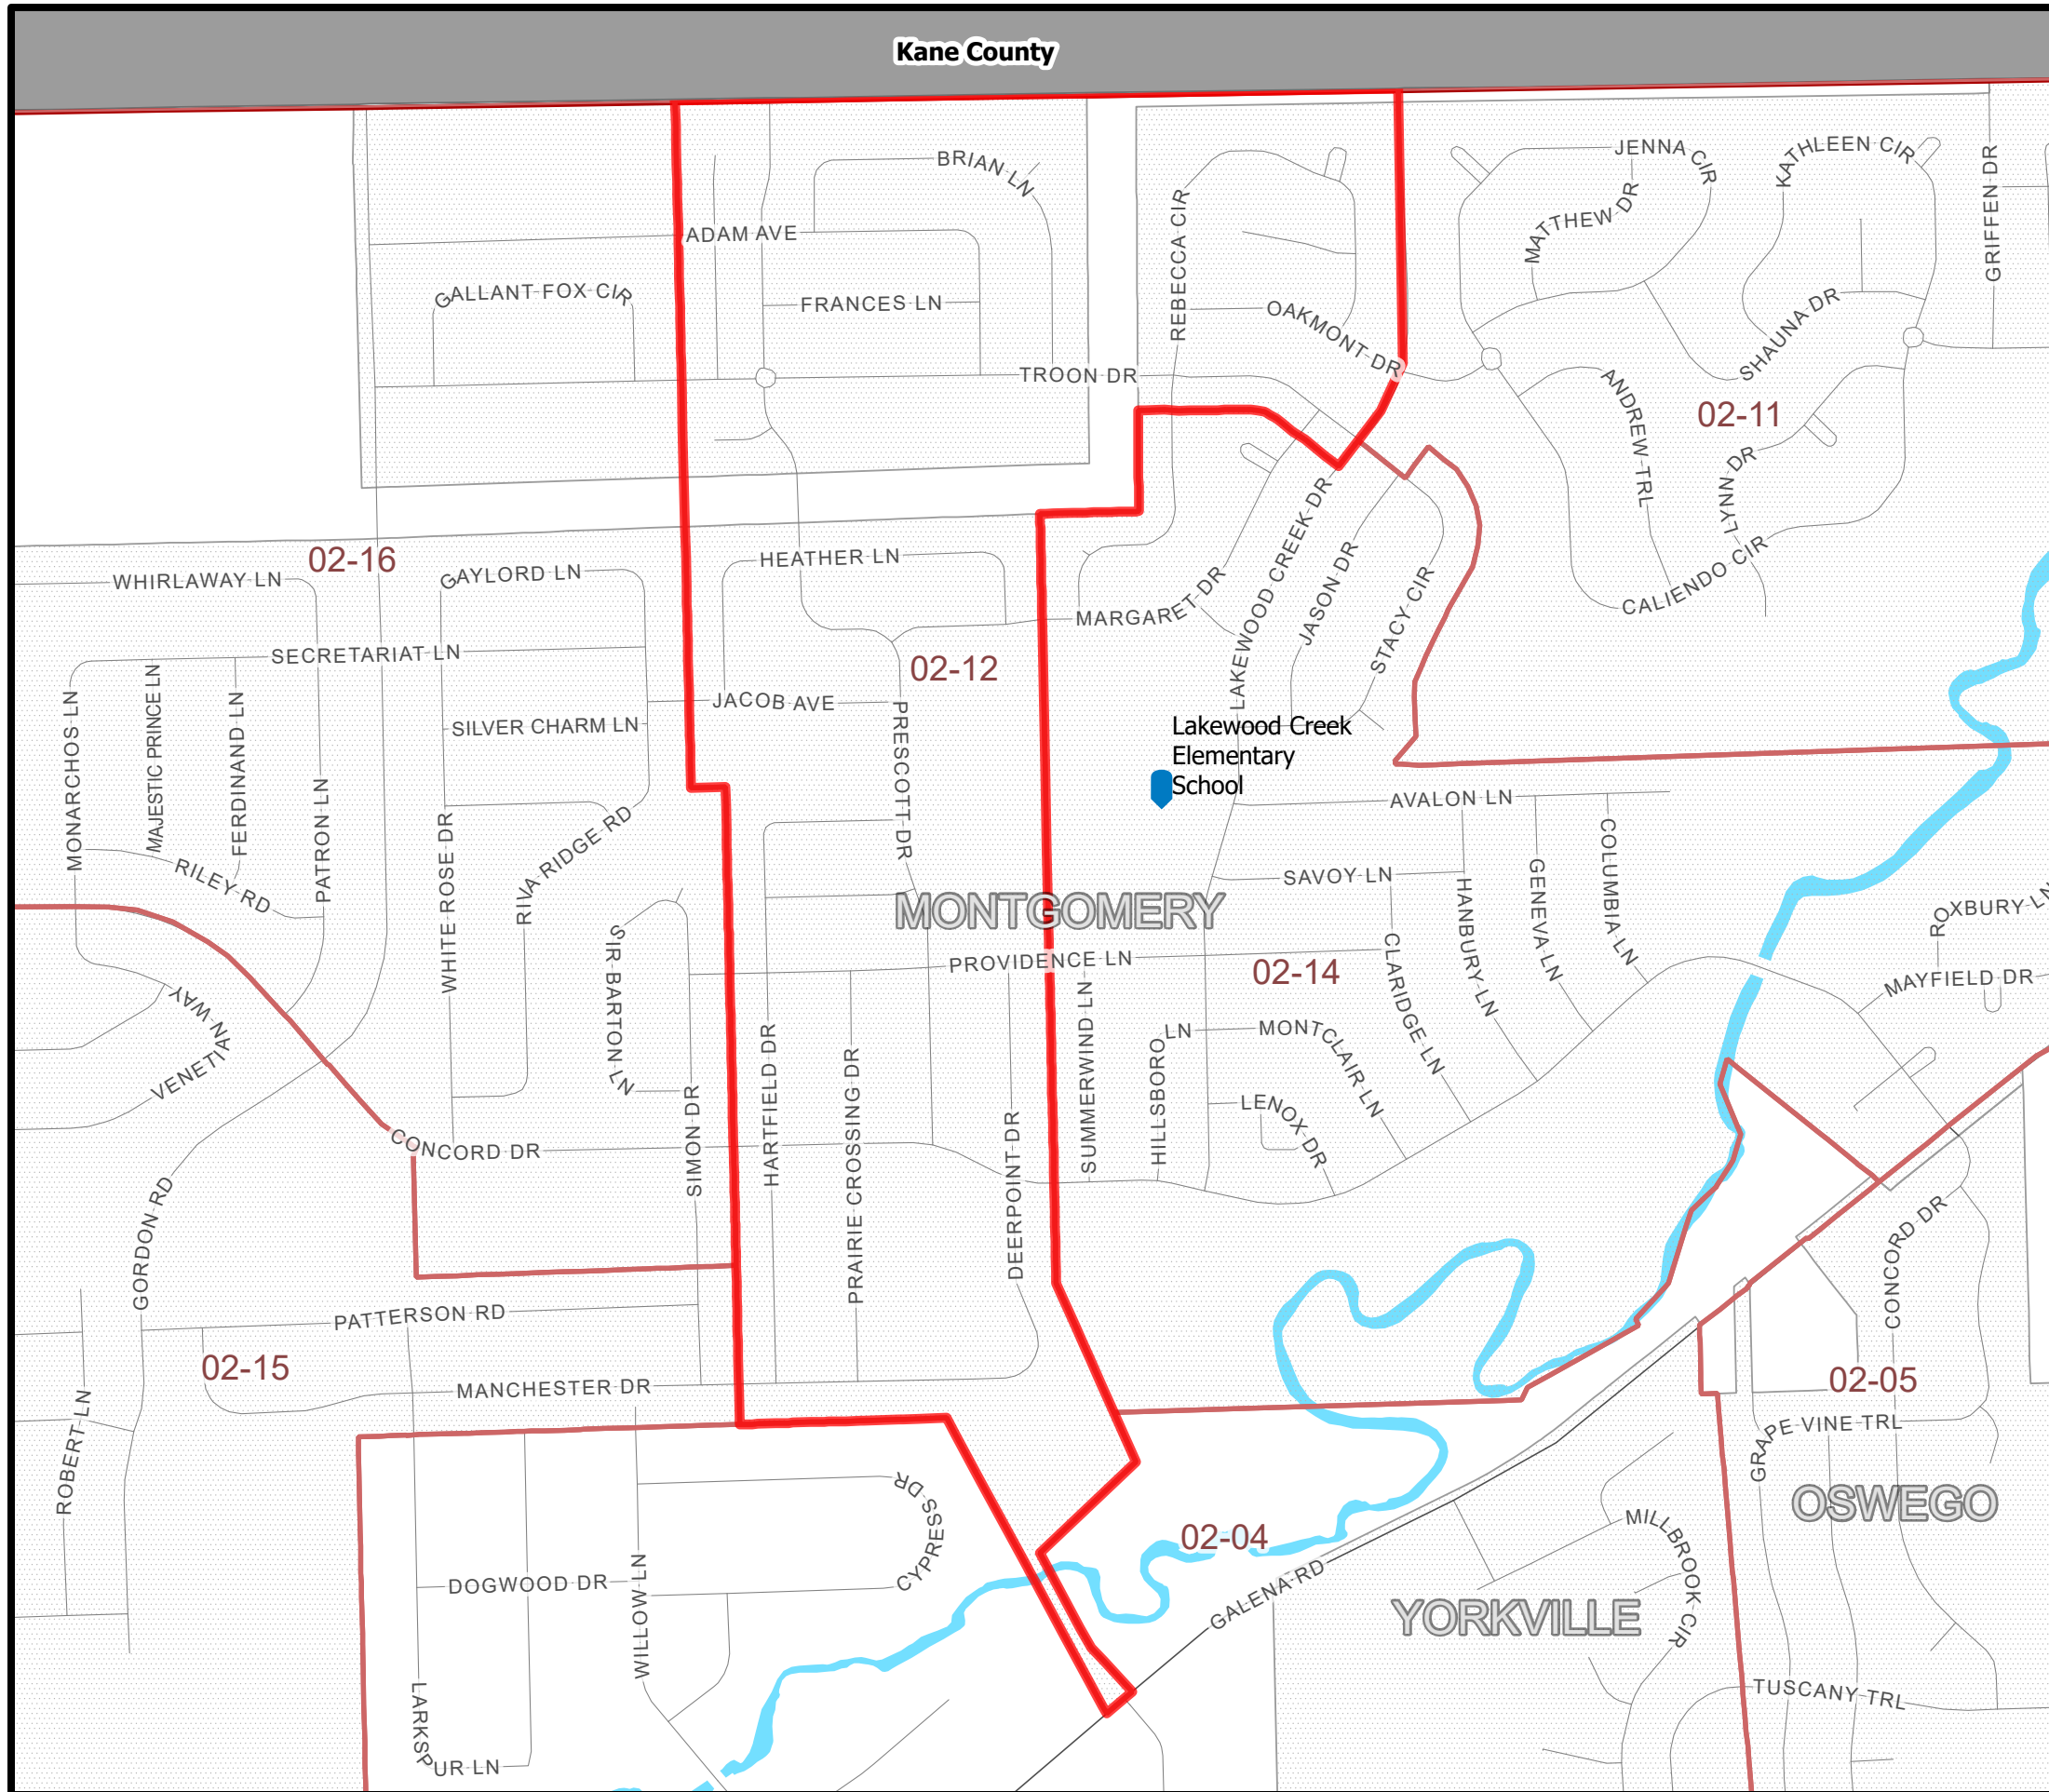 Kane County
BRIAN LN
JENNA CIR
KATHLEEN CIR
GRIFFEN DR
MATTHEW DR
REBECCA CIR
ADAM AVE
GALLANT FOX CIR
FRANCES LN
OAKMONT DR
SHAUNA DR
TROON DR
ANDREW TRL
02-11
LYNN DR
CALIENDO CIR
02-16
WHIRLAWAY LN
GAYLORD LN
HEATHER LN
MARGARET DR
LAKEWOOD CREEK DR
JASON DR
STACY CIR
SECRETARIAT LN
02-12
MONARCHOS LN
MAJESTIC PRINCE LN
FERDINAND LN
PATRON LN
SILVER CHARM LN
JACOB AVE
PRESCOTT DR
Lakewood Creek
Elementary
School
AVALON LN
COLUMBIA LN
RILEY RD
WHITE ROSE DR
RIVA RIDGE RD
SAVOY LN
HANBURY LN
GENEVA LN
MONTGOMERY
ROXBURY LN
SIR BARTON LN
PROVIDENCE LN
02-14
CLARIDGE LN
MAYFIELD DR
VENETIAN WAY
SUMMERWIND LN
HILLSBORO LN
MONTCLAIR LN
HARTFIELD DR
PRAIRIE CROSSING DR
SIMON DR
DEERPOINT DR
LENOX DR
CONCORD DR
GORDON RD
CONCORD DR
PATTERSON RD
02-15
MANCHESTER DR
02-05
ROBERT LN
GRAPE VINE TRL
CYPRESS DR
OSWEGO
02-04
MILLBROOK CIR
DOGWOOD DR
WILLOW LN
GALENA RD
YORKVILLE
TUSCANY TRL
LARKSPUR LN